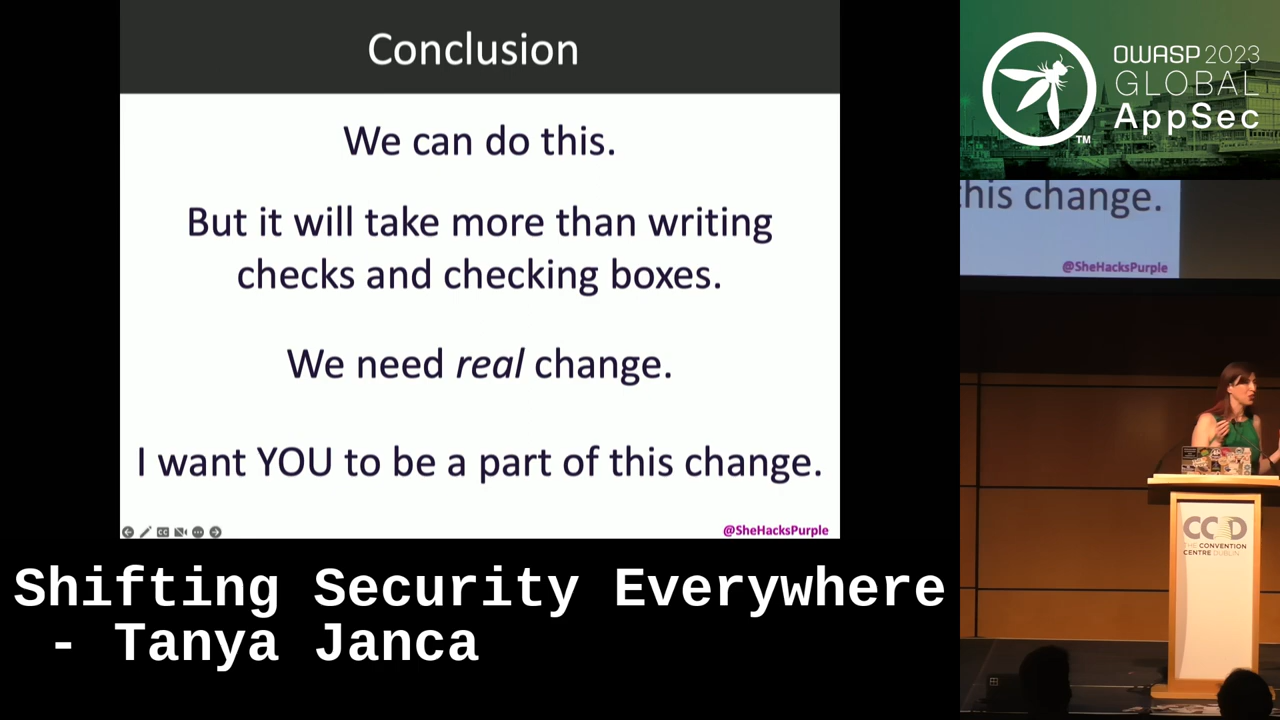 Conclusion
We can do this.
But it will take more than writing
checks and checking boxes.
We need real change.
I want YOU to be a part of this change.
@SheHacksPurple
Shifting Security Everywhere
- Tanya Janca
OWASP 2023
GLOBAL
AppSec
TM
this change.
@SheHacksPurple
CCD
THE CONVENTION
CENTRE DUBLIN